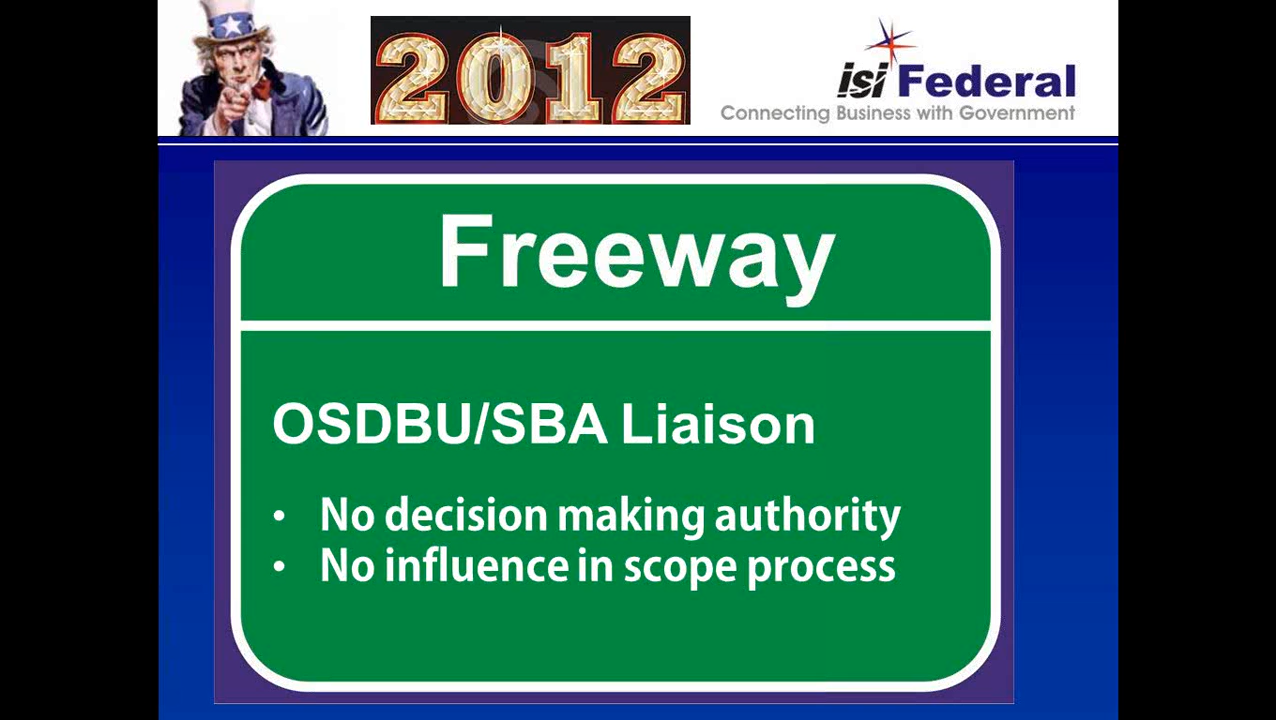 2012
isi Federal
Connecting Business with Government
Freeway
OSDBU/SBA Liaison
• No decision making authority
• No influence in scope process